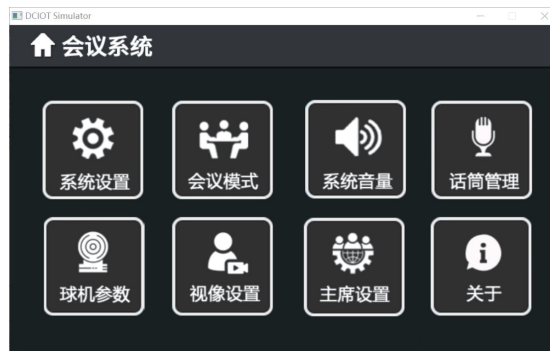 DCIOT Simulator
会议系统
系统设置 会议模式 系统音量 话筒管理
球机参数 视像设置 主席设置 关于